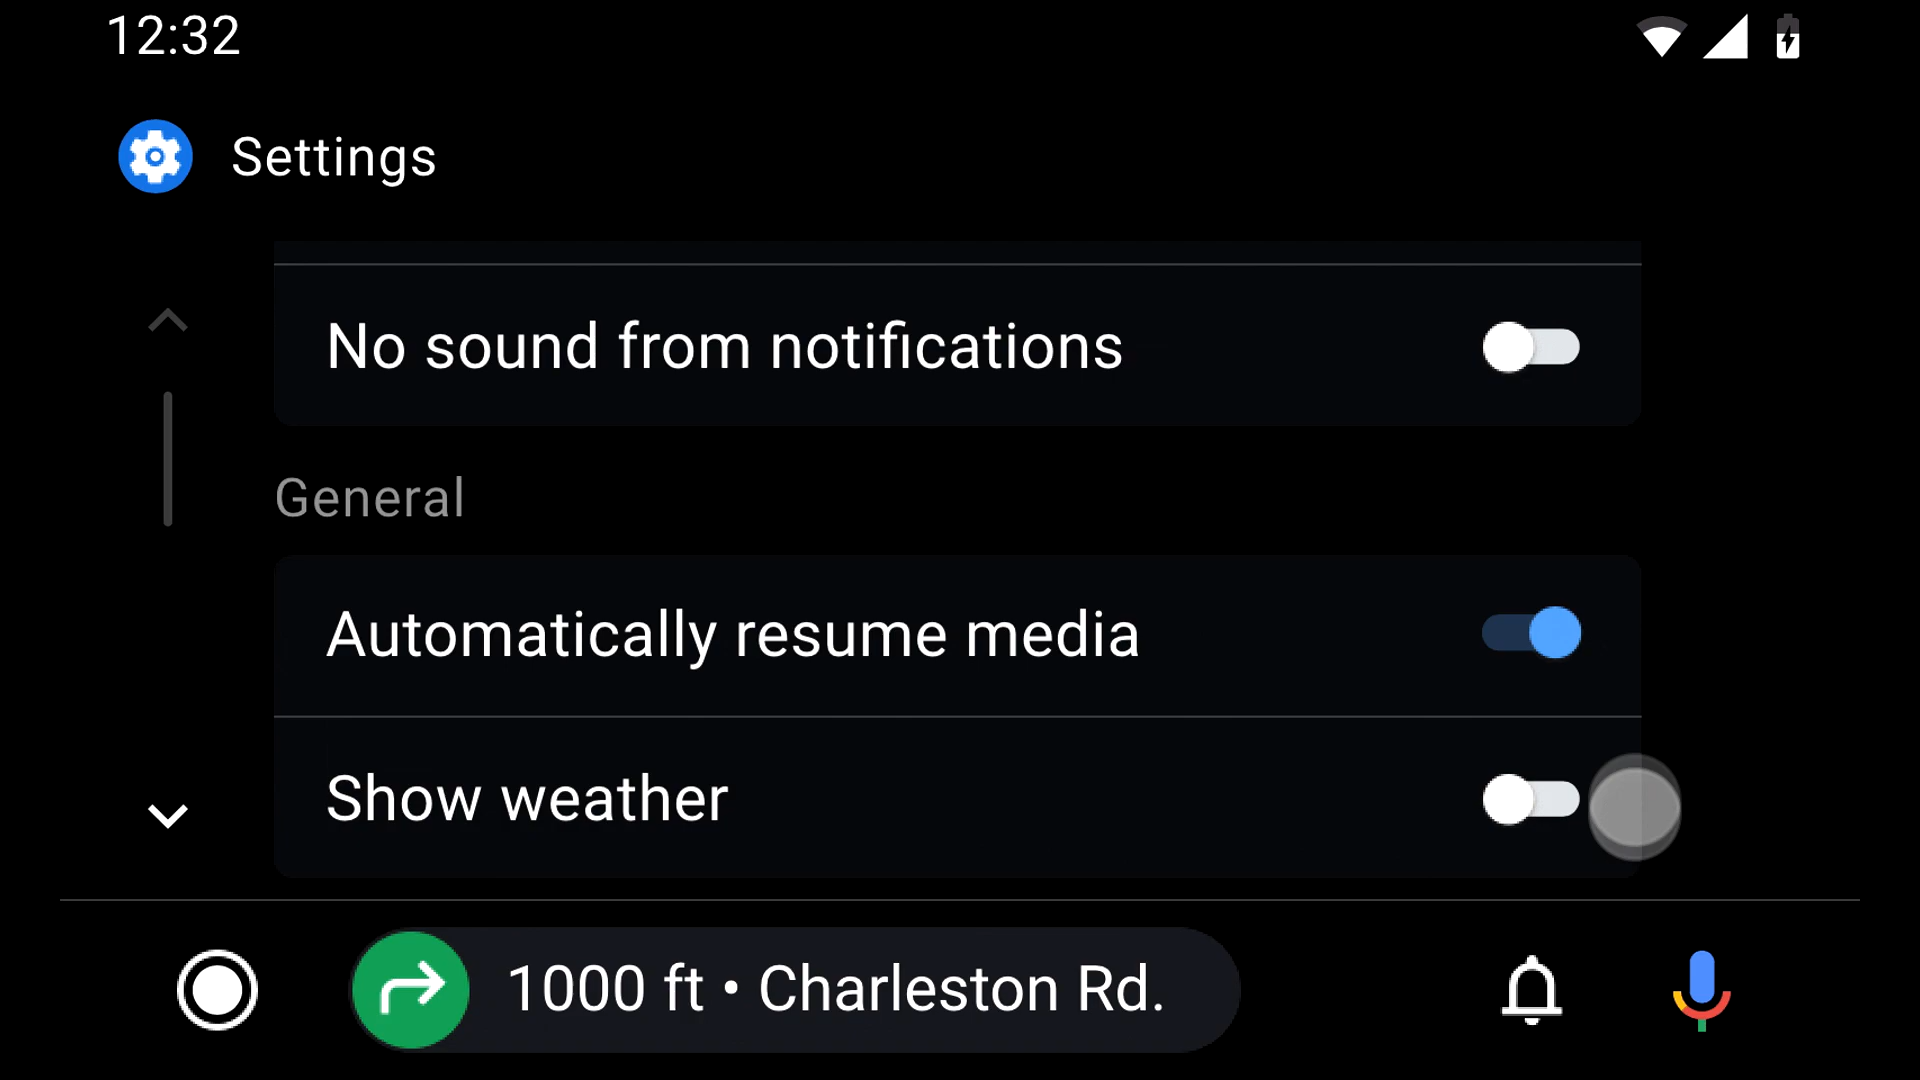 12:32
Settings
No sound from notifications
General
Automatically resume media
Show weather
1000 ft • Charleston Rd.